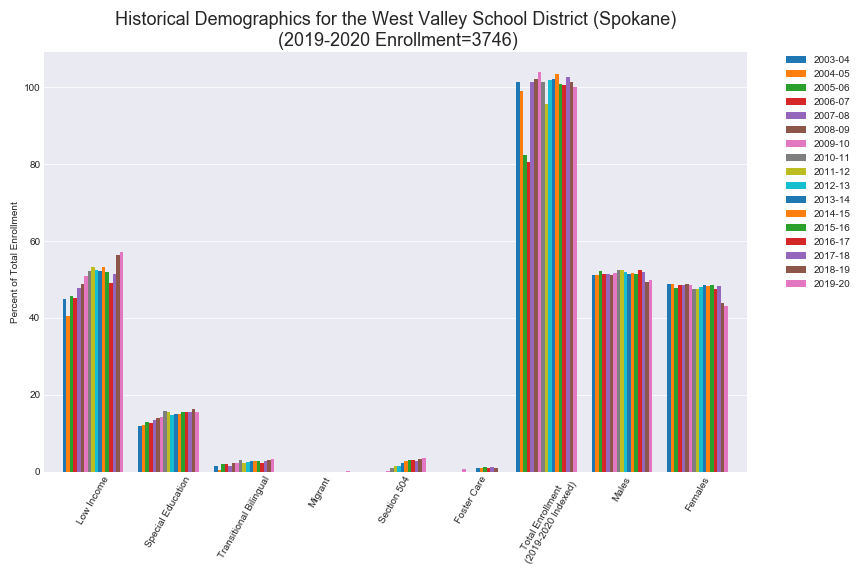 Historical Demographics for the West Valley School District (Spokane)
(2019-2020 Enrollment=3746)
Percent of Total Enrollment
100
80
60
40
20
0
Low Income
Special Education
Transitional Bilingual
Migrant
Section 504
Foster Care
Total Enrollment
(2019-2020 Indexed)
Males
Females
2003-04
2004-05
2005-06
2006-07
2007-08
2008-09
2009-10
2010-11
2011-12
2012-13
2013-14
2014-15
2015-16
2016-17
2017-18
2018-19
2019-20